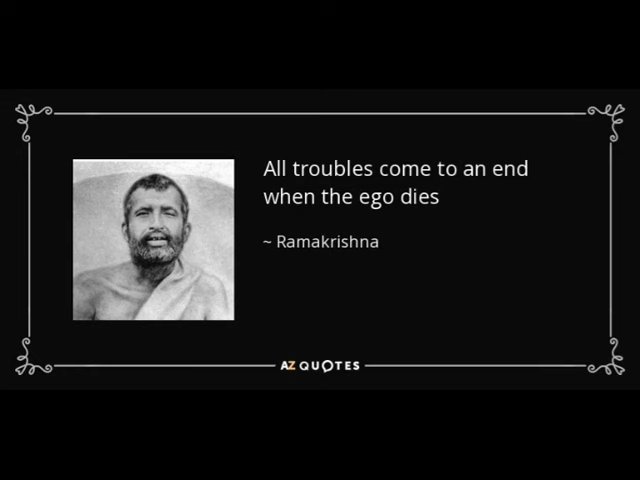 All troubles come to an end
when the ego dies
~ Ramakrishna
AZ QUOTES